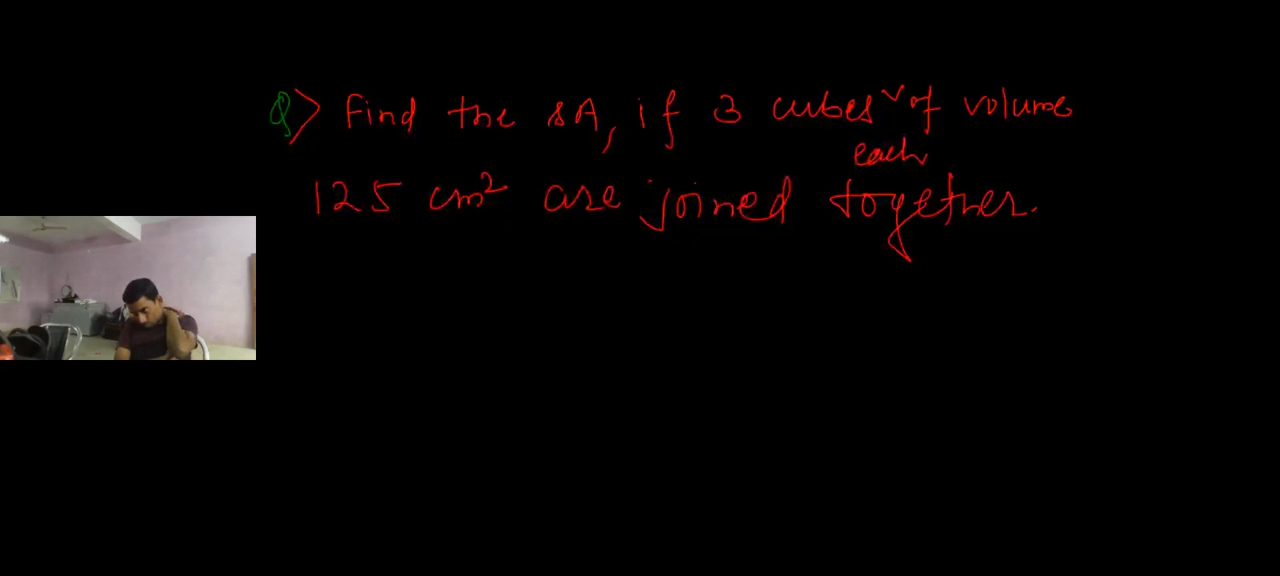 Q> Find the SA, if 3 cubes of volume
each
125 cm² are joined together.